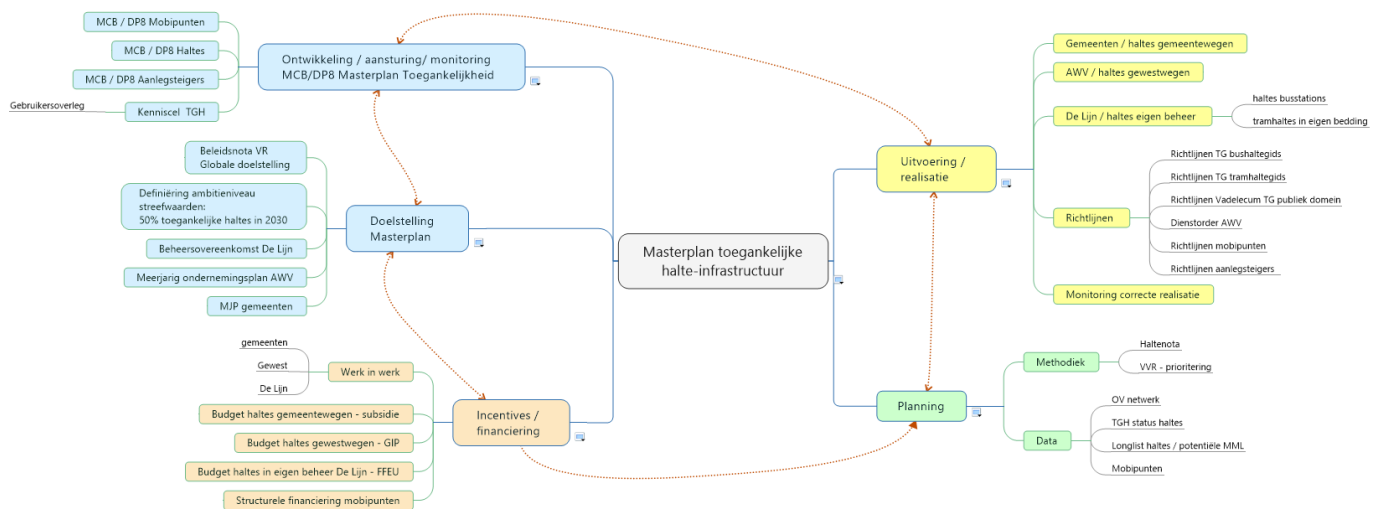 Masterplan toegankelijke
halte-infrastructuur
Ontwikkeling / aansturing/ monitoring
MCB/DP8 Masterplan Toegankelijkheid
MCB / DP8 Mobipunten
MCB / DP8 Haltes
MCB / DP8 Aanlegsteigers
Kenniscel  TGH
Gebruikersoverleg
Doelstelling
Masterplan
Beleidsnota VR
Globale doelstelling
Definiëring ambitieniveau
streefwaarden:
50% toegankelijke haltes in 2030
Beheersovereenkomst De Lijn
Meerjarig ondernemingsplan AWV
MJP gemeenten
Incentives /
financiering
Werk in werk
gemeenten
Gewest
De Lijn
Budget haltes gemeentewegen - subsidie
Budget haltes gewestwegen - GIP
Budget haltes in eigen beheer De Lijn - FFEU
Structurele financiering mobipunten
Uitvoering /
realisatie
Gemeenten / haltes gemeentewegen
AWV / haltes gewestwegen
De Lijn / haltes eigen beheer
haltes busstations
tramhaltes in eigen bedding
Richtlijnen
Richtlijnen TG bushaltegids
Richtlijnen TG tramhaltegids
Richtlijnen Vadelecum TG publiek domein
Dienstorder AWV
Richtlijnen mobipunten
Richtlijnen aanlegsteigers
Monitoring correcte realisatie
Planning
Methodiek
Haltenota
VVR - prioritering
Data
OV netwerk
TGH status haltes
Longlist haltes / potentiële MML
Mobipunten